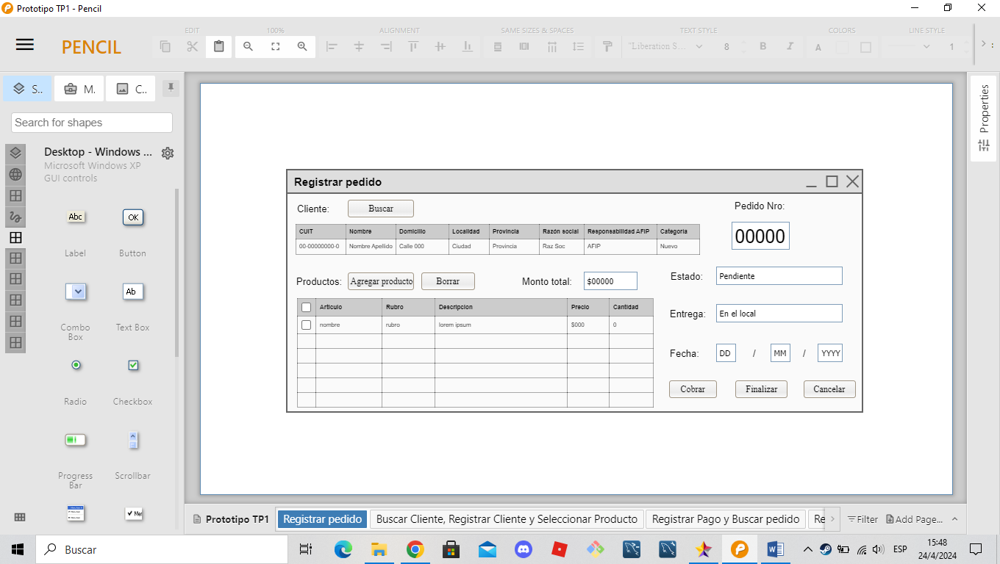 Prototipo TP1 - Pencil
EDIT
100%
ALIGNMENT
SAME SIZES & SPACES
TEXT STYLE
COLORS
LINE STYLE
PENCIL
"Liberation S...
8
B
I
A
1
S..
M.
C..
Search for shapes
Desktop - Windows ...
Microsoft Windows XP
GUI controls
Abc
OK
Label
Button
Ab
Combo
Box
Text Box
Radio
Checkbox
Progress
Bar
Scrollbar
Properties
Registrar pedido
Cliente:
Buscar
Pedido Nro:
00000
CUIT Nombre Domicilio Localidad Provincia Razón social Responsabilidad AFIP Categoria
00-00000000-0 Nombre Apellido Calle 000 Ciudad Provincia Raz Soc AFIP Nuevo
Productos:
Agregar producto
Borrar
Monto total:
$00000
Estado:
Pendiente
Articulo Rubro Descripcion Precio Cantidad
nombre rubro lorem ipsum $000 0
Entrega:
En el local
Fecha:
DD / MM / YYYY
Cobrar
Finalizar
Cancelar
Prototipo TP1
Registrar pedido
Buscar Cliente, Registrar Cliente y Seleccionar Producto
Registrar Pago y Buscar pedido
Re
Filter
Add Page...
Buscar
ESP
15:48
24/4/2024